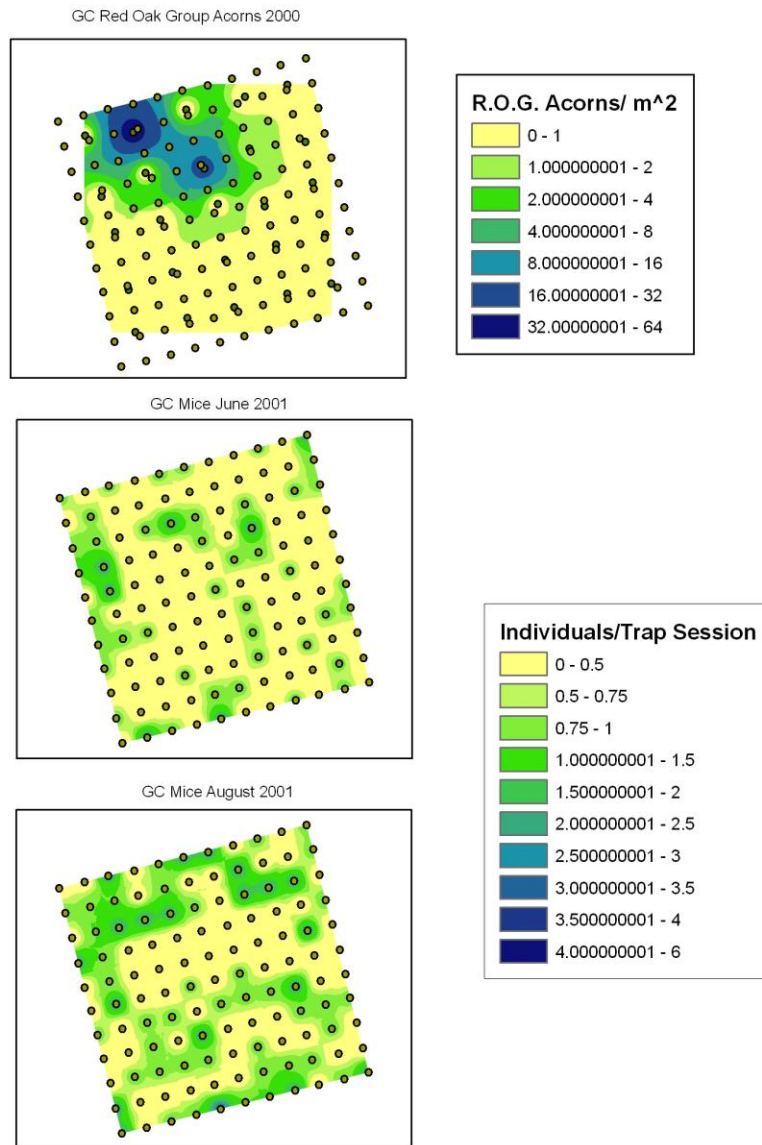 GC Red Oak Group Acorns 2000
R.O.G. Acorns/ m^2
0 - 1
1.000000001 - 2
2.000000001 - 4
4.000000001 - 8
8.000000001 - 16
16.00000001 - 32
32.00000001 - 64
GC Mice June 2001
Individuals/Trap Session
0 - 0.5
0.5 - 0.75
0.75 - 1
1.000000001 - 1.5
1.500000001 - 2
2.000000001 - 2.5
2.500000001 - 3
3.000000001 - 3.5
3.500000001 - 4
4.000000001 - 6
GC Mice August 2001